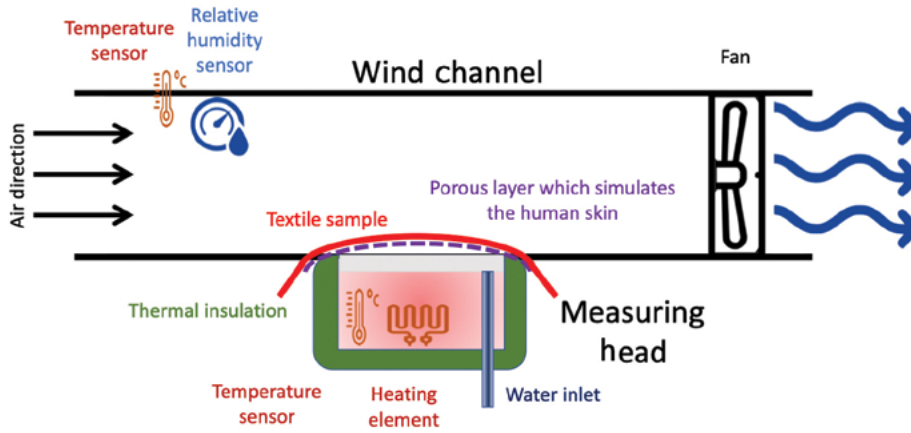 Temperature
sensor
Relative
humidity
sensor
°C
Wind channel
Fan
Air direction
Porous layer which simulates
the human skin
Textile sample
Thermal insulation
°C
Measuring
head
Temperature
sensor
Heating
element
Water inlet